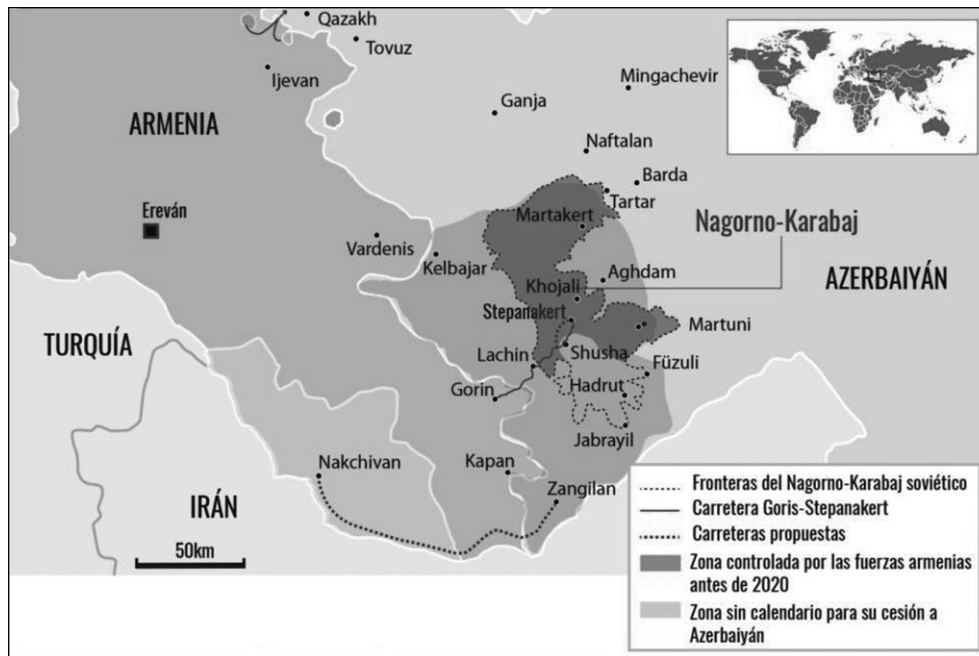 Qazakh
Tovuz
Ijevan
Mingachevir
Ganja
ARMENIA
Naftalan
Barda
Tartar
Ereván
Martakert
Nagorno-Karabaj
Vardenis
Kelbajar
Aghdam
AZERBAIYÁN
Khojali
Stepanakert
Martuni
TURQUÍA
Shusha
Lachin
Füzuli
Gorin
Hadrut
Jabrayil
Nakchivan
Kapan
Zangilan
IRÁN
50km
Fronteras del Nagorno-Karabaj soviético
Carretera Goris-Stepanakert
Carreteras propuestas
Zona controlada por las fuerzas armenias
antes de 2020
Zona sin calendario para su cesión a
Azerbaiyán